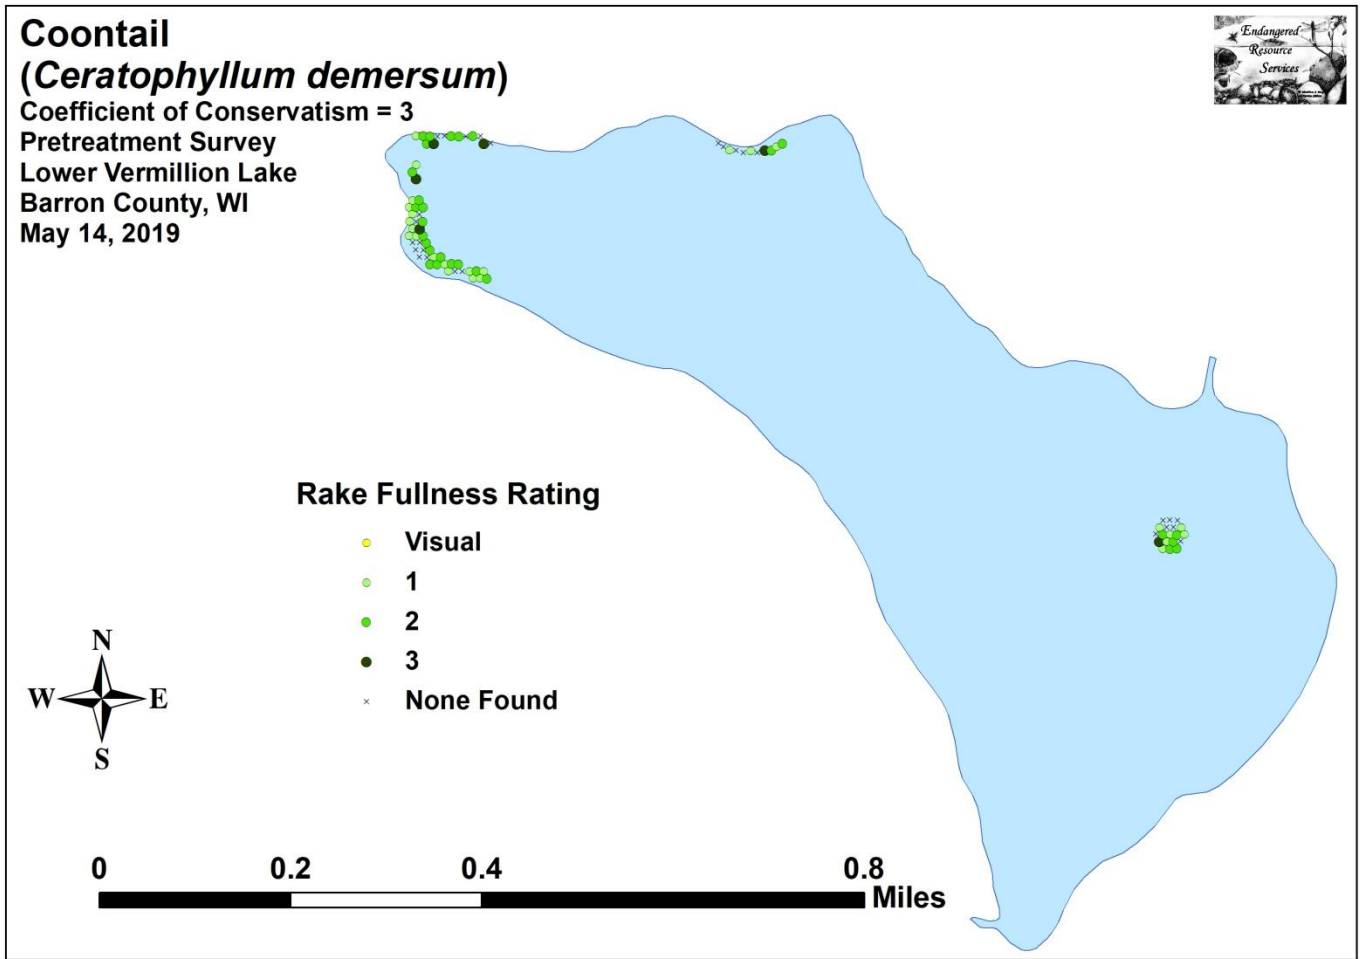 Coontail
(Ceratophyllum demersum)
Coefficient of Conservatism = 3
Pretreatment Survey
Lower Vermillion Lake
Barron County, WI
May 14, 2019
Endangered
Resource
Services
Rake Fullness Rating
Visual
1
2
3
None Found
N
W E
S
0 0.2 0.4 0.8
Miles